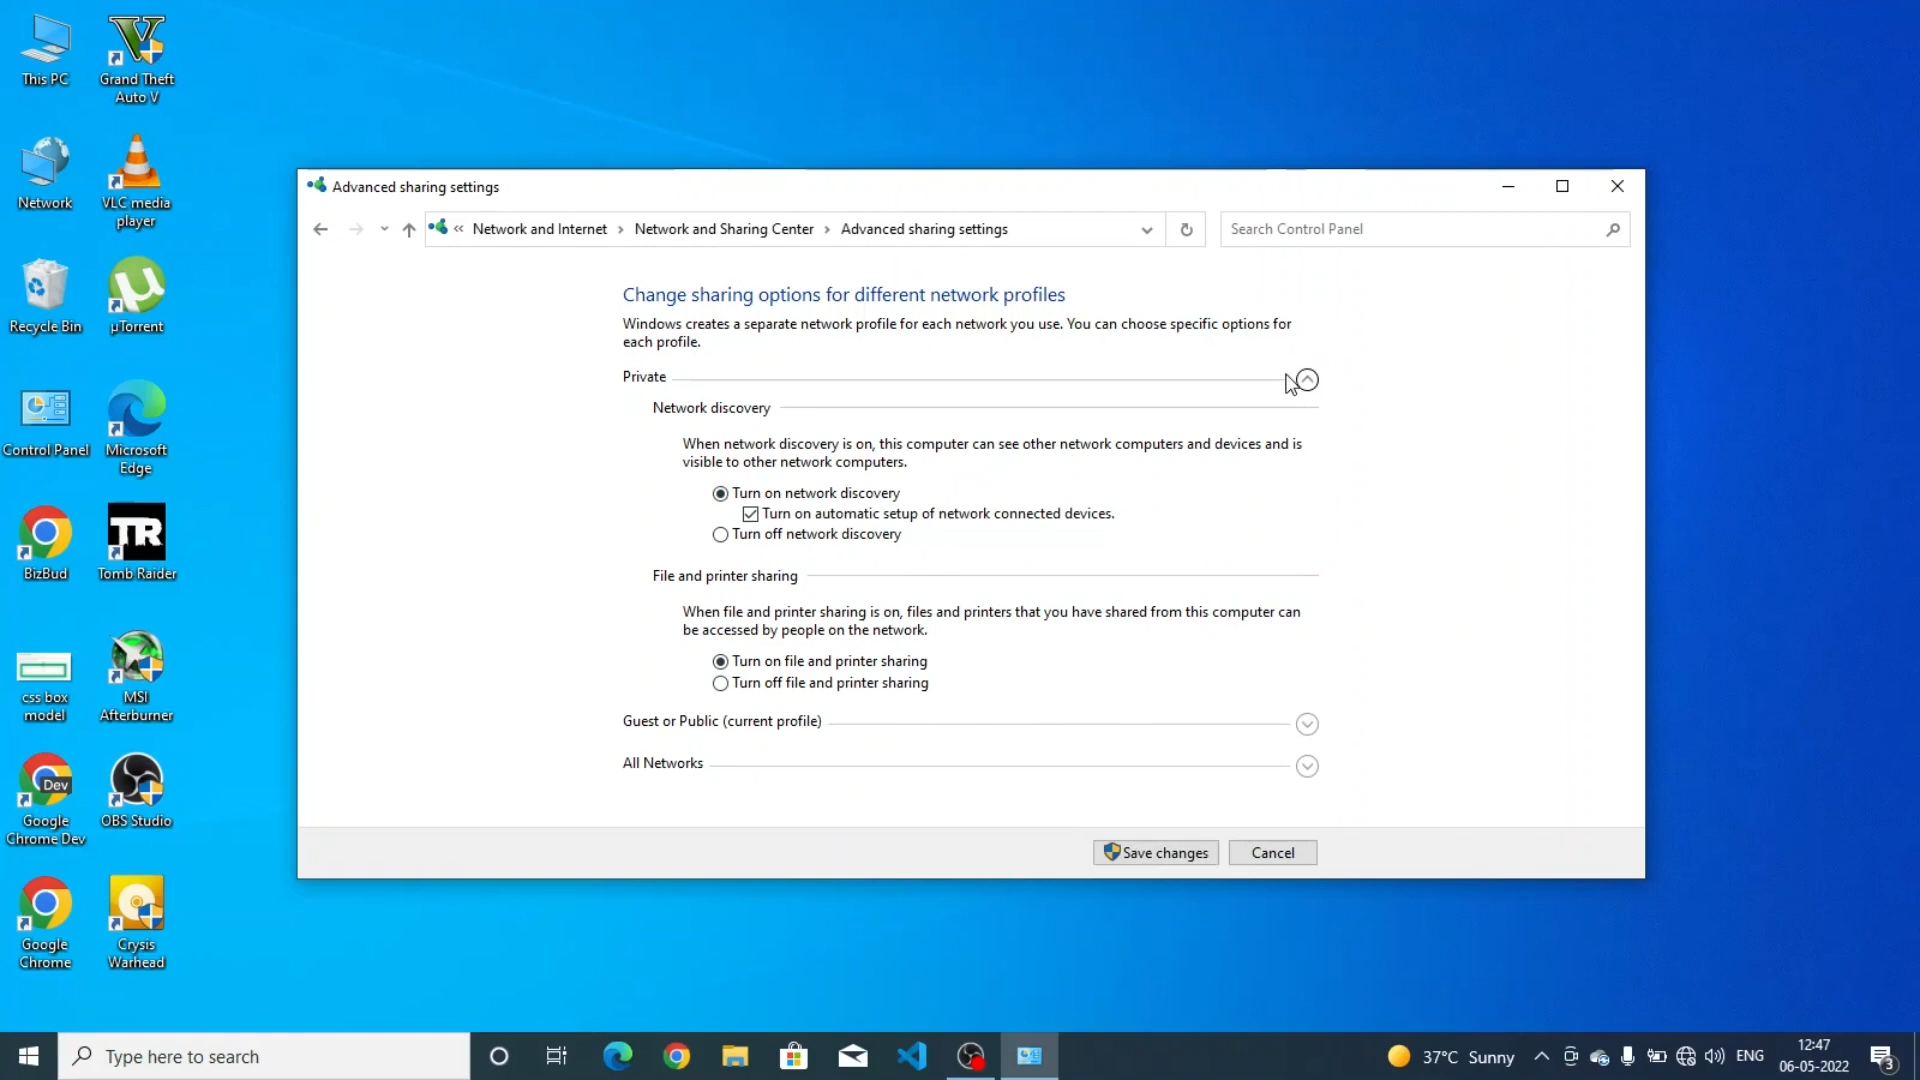 This PC
Grand Theft
Auto V
Network
VLC media
player
Recycle Bin
µTorrent
Control Panel
Microsoft
Edge
BizBud
TR
Tomb Raider
css box
model
MSI
Afterburner
Dev
Google
Chrome Dev
OBS Studio
Google
Chrome
Crysis
Warhead
Advanced sharing settings
« Network and Internet › Network and Sharing Center › Advanced sharing settings
Search Control Panel
Change sharing options for different network profiles
Windows creates a separate network profile for each network you use. You can choose specific options for
each profile.
Private
Network discovery
When network discovery is on, this computer can see other network computers and devices and is
visible to other network computers.
Turn on network discovery
Turn on automatic setup of network connected devices.
Turn off network discovery
File and printer sharing
When file and printer sharing is on, files and printers that you have shared from this computer can
be accessed by people on the network.
Turn on file and printer sharing
Turn off file and printer sharing
Guest or Public (current profile)
All Networks
Save changes
Cancel
Type here to search
37°C Sunny
ENG
12:47
06-05-2022
3